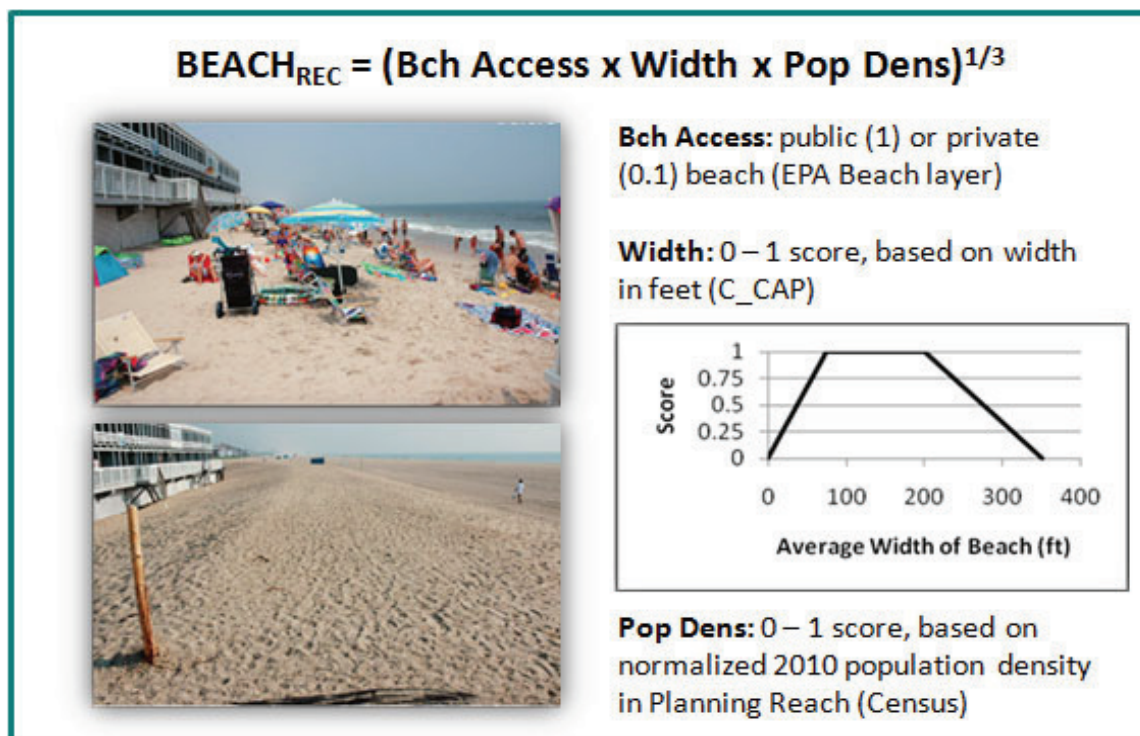 BEACH_REC = (Bch Access x Width x Pop Dens)^1/3
Bch Access: public (1) or private
(0.1) beach (EPA Beach layer)
Width: 0 – 1 score, based on width
in feet (C_CAP)
1
0.75
0.5
0.25
0
Score
0 100 200 300 400
Average Width of Beach (ft)
Pop Dens: 0 – 1 score, based on
normalized 2010 population density
in Planning Reach (Census)